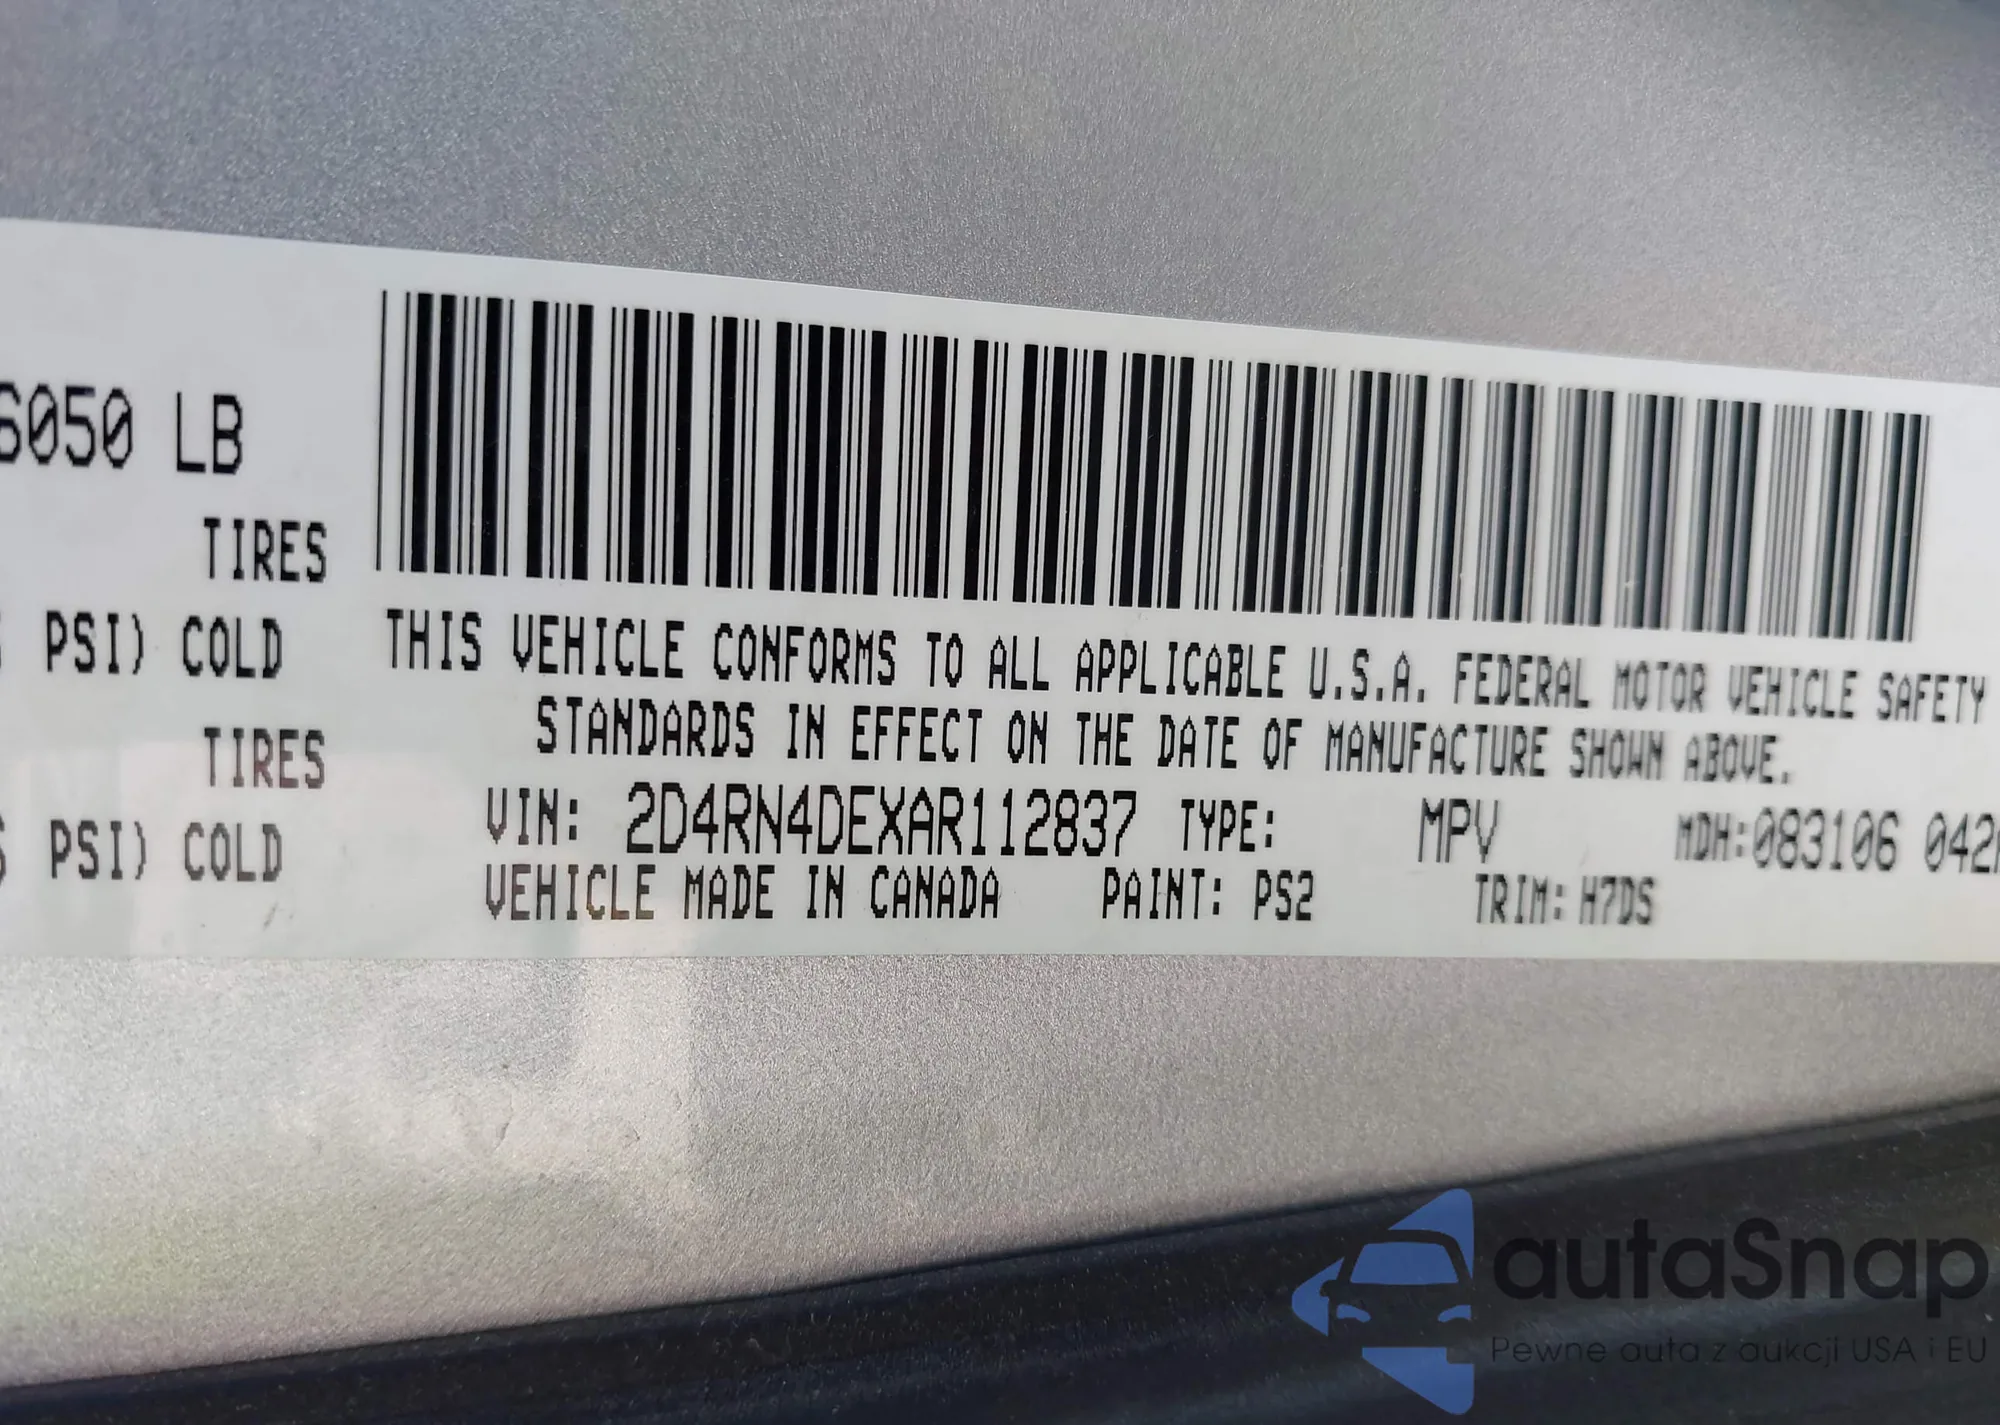 6050 LB
TIRES
PSI) COLD
TIRES
PSI) COLD
THIS VEHICLE CONFORMS TO ALL APPLICABLE U.S.A. FEDERAL MOTOR VEHICLE SAFETY
STANDARDS IN EFFECT ON THE DATE OF MANUFACTURE SHOWN ABOVE.
VIN: 2D4RN4DEXAR112837 TYPE: MPV MDH:083106 042
VEHICLE MADE IN CANADA PAINT: PS2 TRIM: H7DS
autaSnap
Pewne auta z aukcji USA i EU